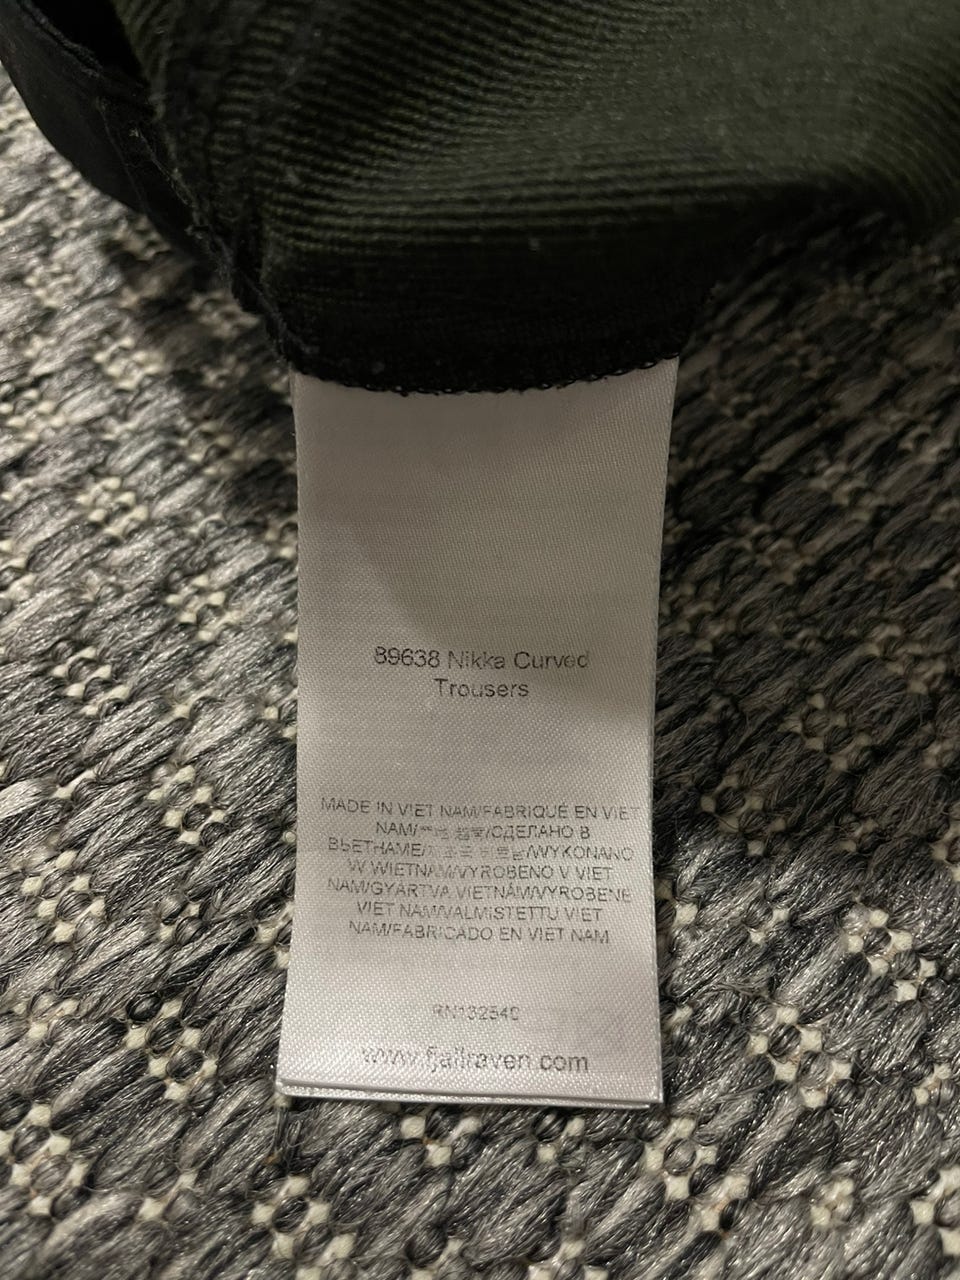 89638 Nikka Curved
Trousers
MADE IN VIET NAM/FABRIQUÉ EN VIET
NAM/ /СДЕЛАНО В
ВЬЕТНАМЕ/ /WYKONANO
W WIETNAM/VYROBENO V VIET
NAM/GYÁRTVA VIETNÁM/VYROBENÉ
VIET NAM/VALMISTETTU VIET
NAM/FABRICADO EN VIET NAM
www.fjallraven.com